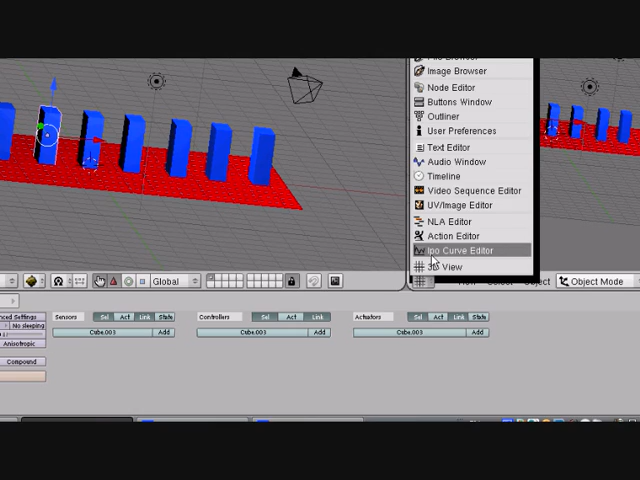 Image Browser
Node Editor
Buttons Window
Outliner
User Preferences
Text Editor
Audio Window
Timeline
Video Sequence Editor
UV/Image Editor
NLA Editor
Action Editor
Ipo Curve Editor
3D View
Global
Object
Object Mode
Sensors
Sel
Act
Link
State
Controllers
Sel
Act
Link
Actuators
Sel
Act
Link
State
No sleeping
Cube.003
Add
Cube.003
Add
Cube.003
Add
Anisotropic
Compound